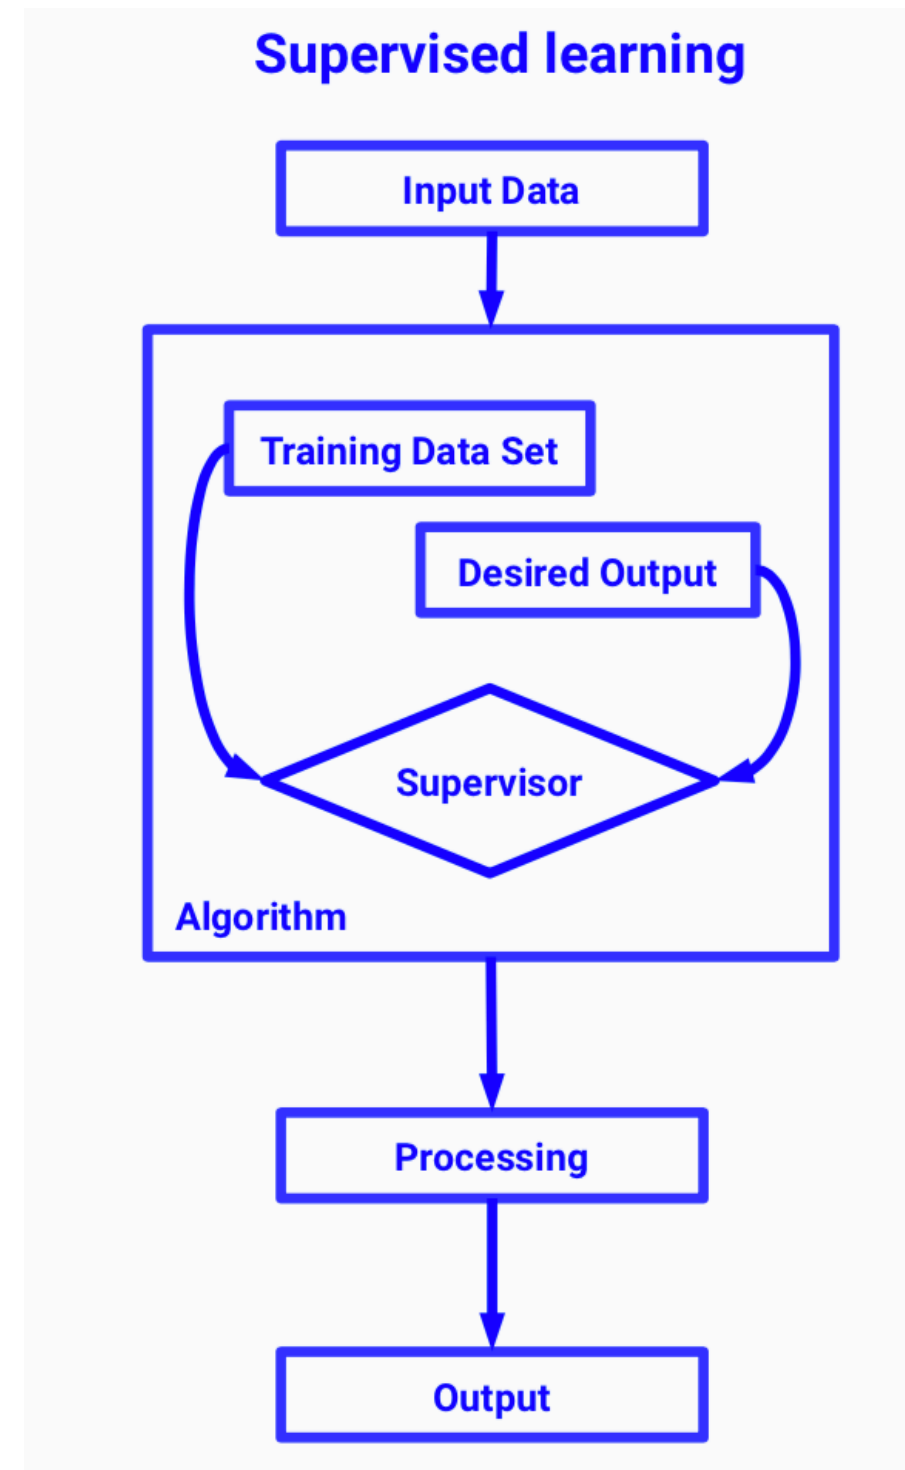 Supervised learning
Input Data
Training Data Set
Desired Output
Supervisor
Algorithm
Processing
Output